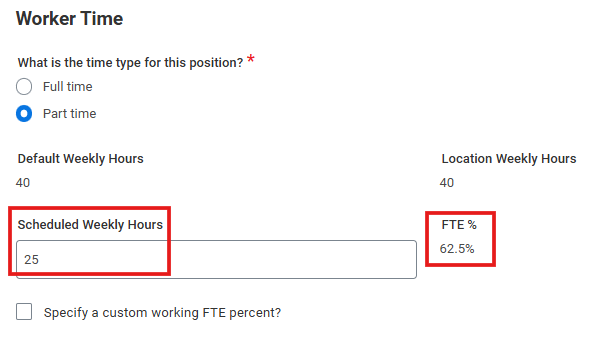 Worker Time
What is the time type for this position? *
Full time
Part time
Default Weekly Hours
Location Weekly Hours
40
40
Scheduled Weekly Hours
FTE %
25
62.5%
Specify a custom working FTE percent?